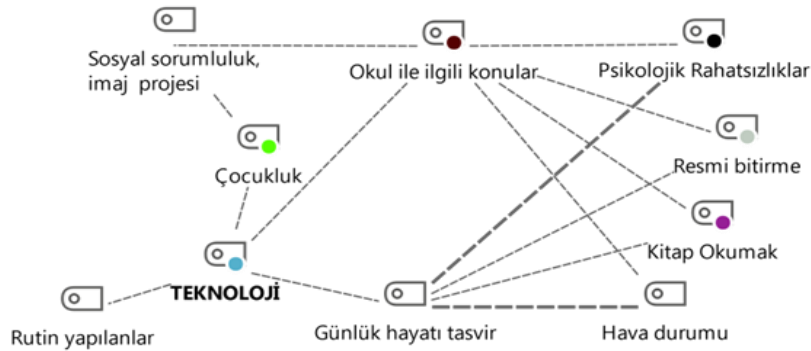 Sosyal sorumluluk,
imaj projesi
Okul ile ilgili konular
Psikolojik Rahatsızlıklar
Çocukluk
Resmi bitirme
Kitap Okumak
TEKNOLOJİ
Rutin yapılanlar
Günlük hayatı tasvir
Hava durumu